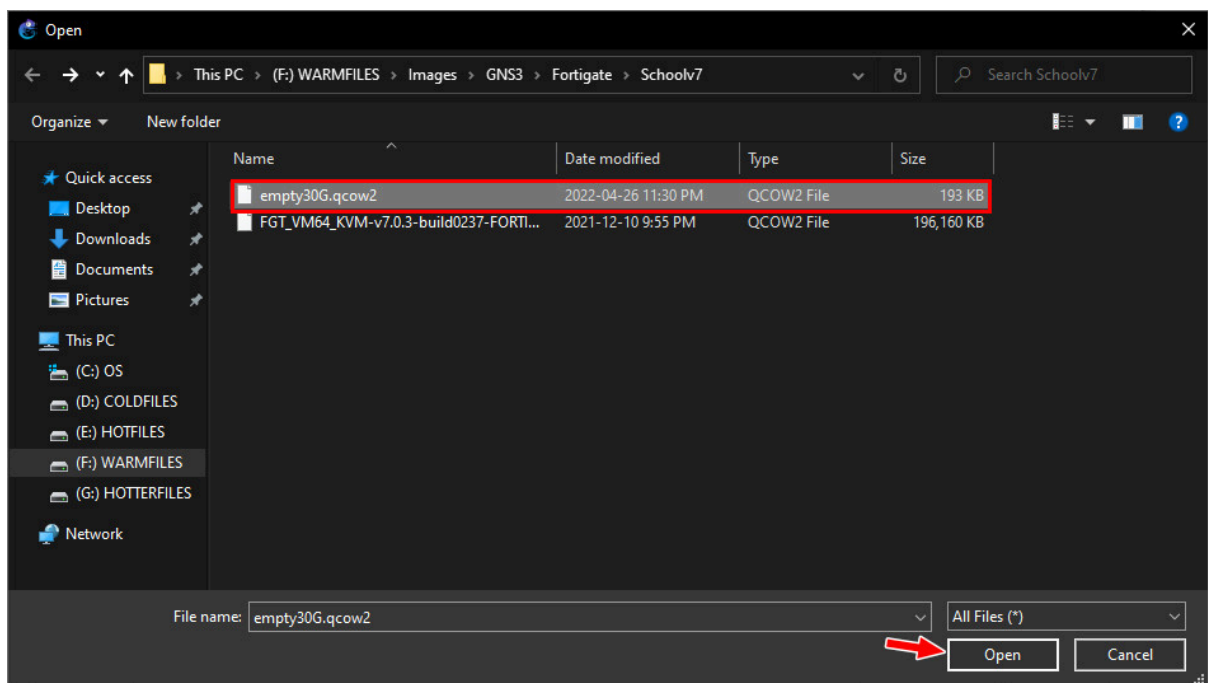 Open
This PC > (F:) WARMFILES > Images > GNS3 > Fortigate > Schoolv7
Search Schoolv7
Organize New folder
Name Date modified Type Size
Quick access
Desktop
Downloads
Documents
Pictures
This PC
(C:) OS
(D:) COLDFILES
(E:) HOTFILES
(F:) WARMFILES
(G:) HOTTERFILES
Network
empty30G.qcow2 2022-04-26 11:30 PM QCOW2 File 193 KB
FGT_VM64_KVM-v7.0.3-build0237-FORTI... 2021-12-10 9:55 PM QCOW2 File 196,160 KB
File name: empty30G.qcow2 All Files (*)
Open Cancel